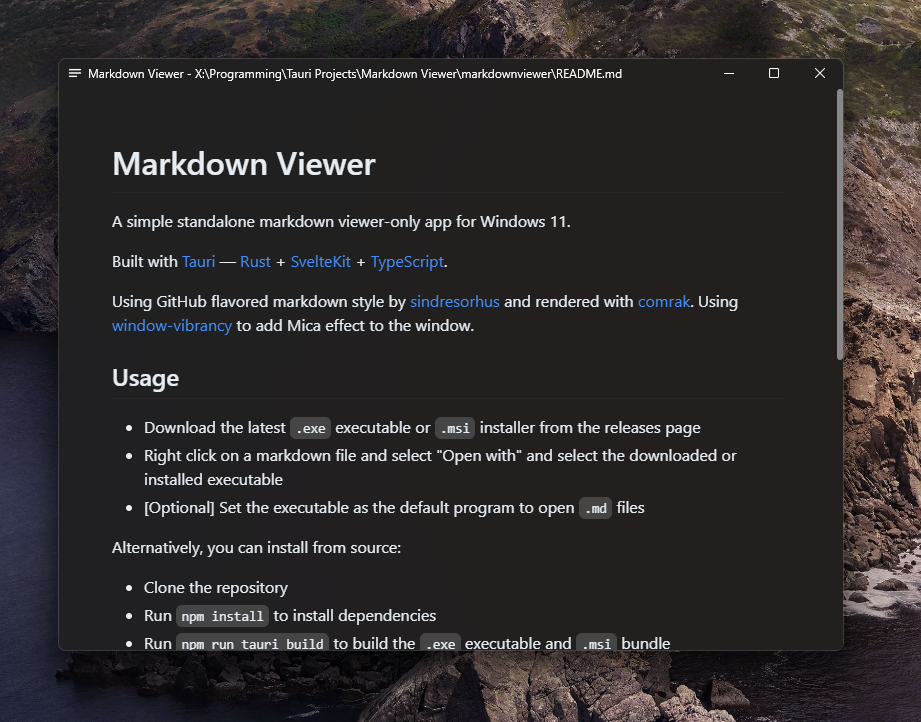 Markdown Viewer - X:\Programming\Tauri Projects\Markdown Viewer\markdownviewer\README.md
Markdown Viewer
A simple standalone markdown viewer-only app for Windows 11.
Built with Tauri — Rust + SvelteKit + TypeScript.
Using GitHub flavored markdown style by sindresorhus and rendered with comrak. Using
window-vibrancy to add Mica effect to the window.
Usage
• Download the latest .exe executable or .msi installer from the releases page
• Right click on a markdown file and select "Open with" and select the downloaded or
installed executable
• [Optional] Set the executable as the default program to open .md files
Alternatively, you can install from source:
• Clone the repository
• Run npm install to install dependencies
• Run npm run tauri build to build the .exe executable and .msi bundle